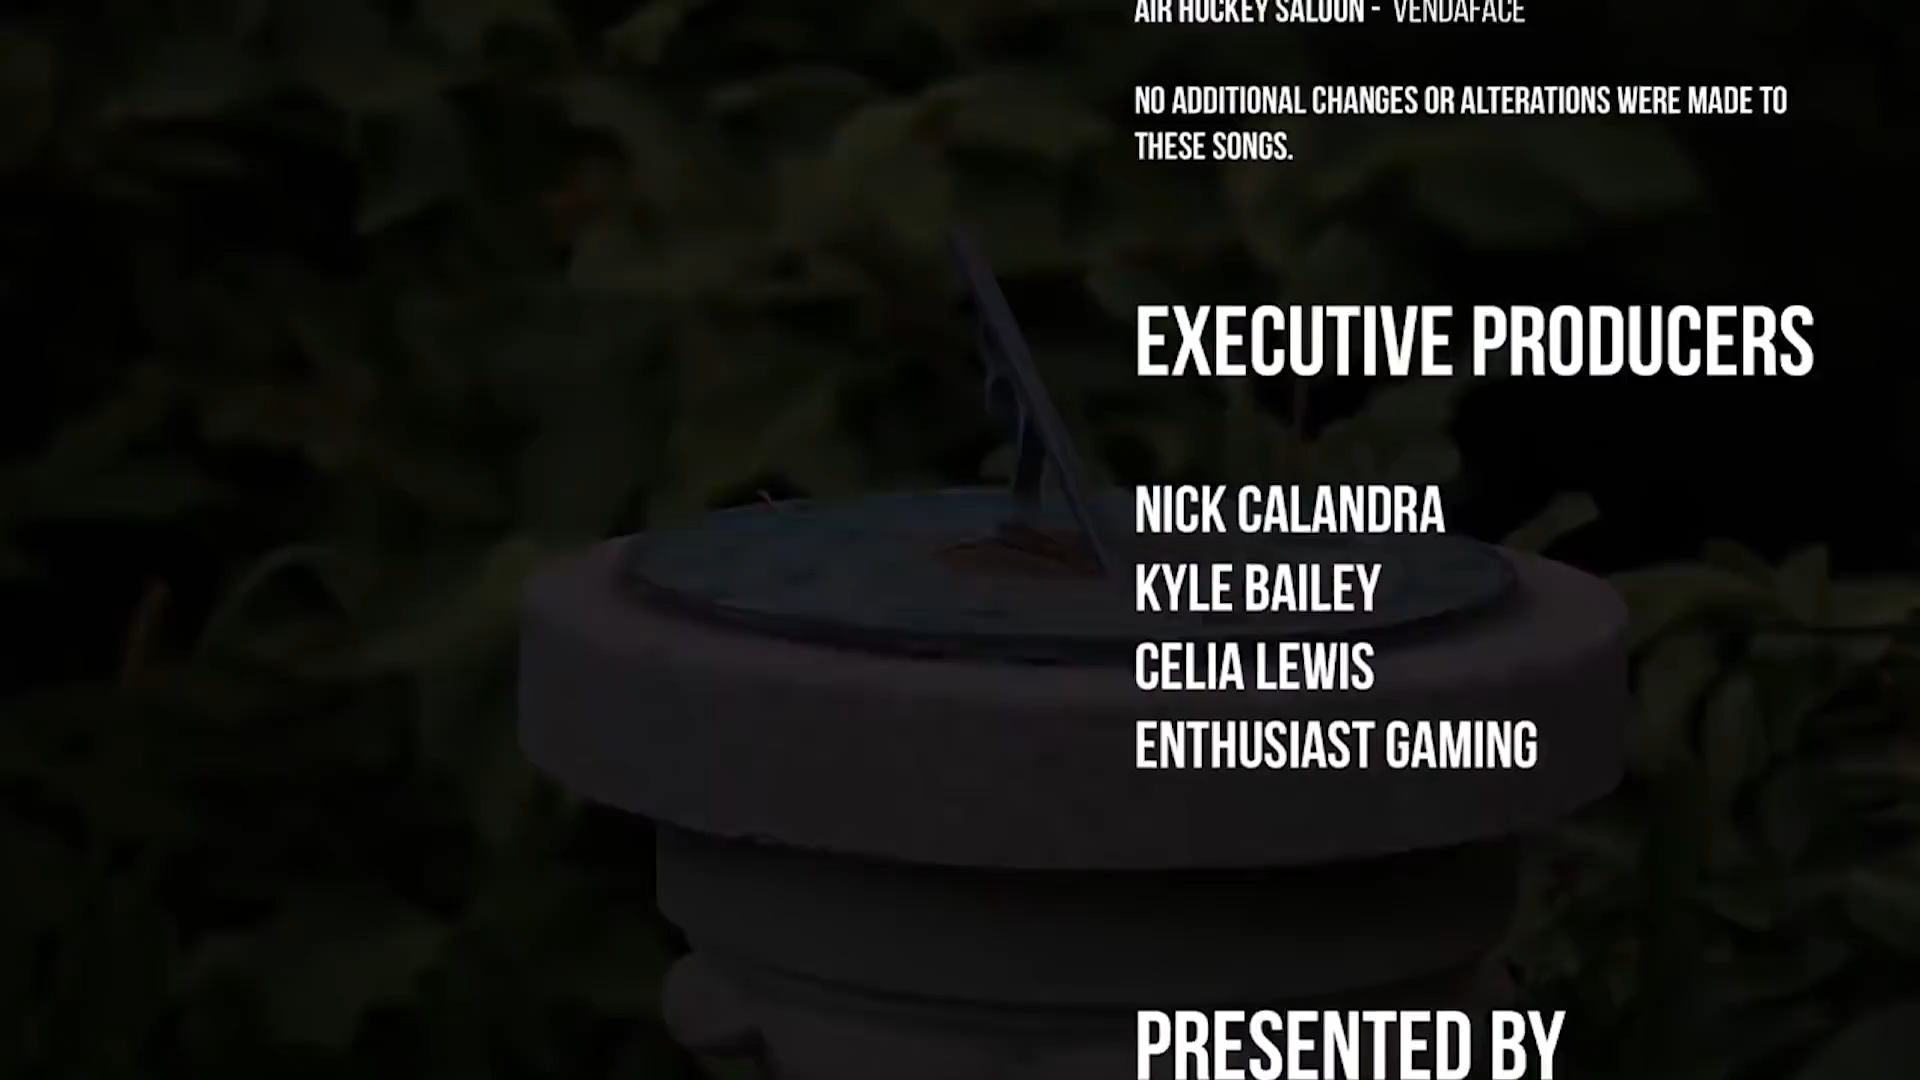 AIR HOCKEY SALOON - VENDAFACE
NO ADDITIONAL CHANGES OR ALTERATIONS WERE MADE TO
THESE SONGS.
EXECUTIVE PRODUCERS
NICK CALANDRA
KYLE BAILEY
CELIA LEWIS
ENTHUSIAST GAMING
PRESENTED BY